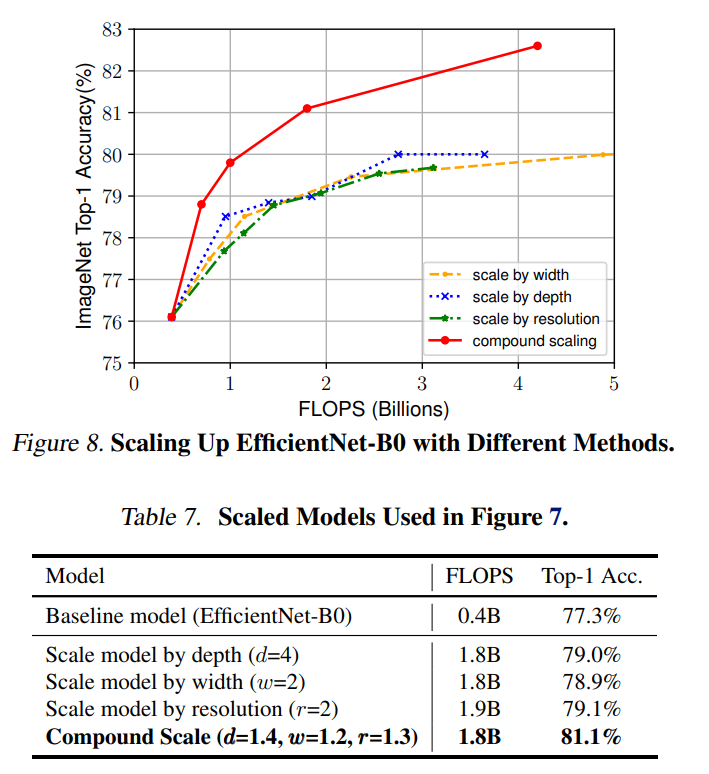 83
82
81
80
79
78
77
76
75
ImageNet Top-1 Accuracy(%)
0 1 2 3 4 5
FLOPS (Billions)
scale by width
scale by depth
scale by resolution
compound scaling
Figure 8. Scaling Up EfficientNet-B0 with Different Methods.
Table 7. Scaled Models Used in Figure 7.
Model FLOPS Top-1 Acc.
Baseline model (EfficientNet-B0) 0.4B 77.3%
Scale model by depth (d=4) 1.8B 79.0%
Scale model by width (w=2) 1.8B 78.9%
Scale model by resolution (r=2) 1.9B 79.1%
Compound Scale (d=1.4, w=1.2, r=1.3) 1.8B 81.1%